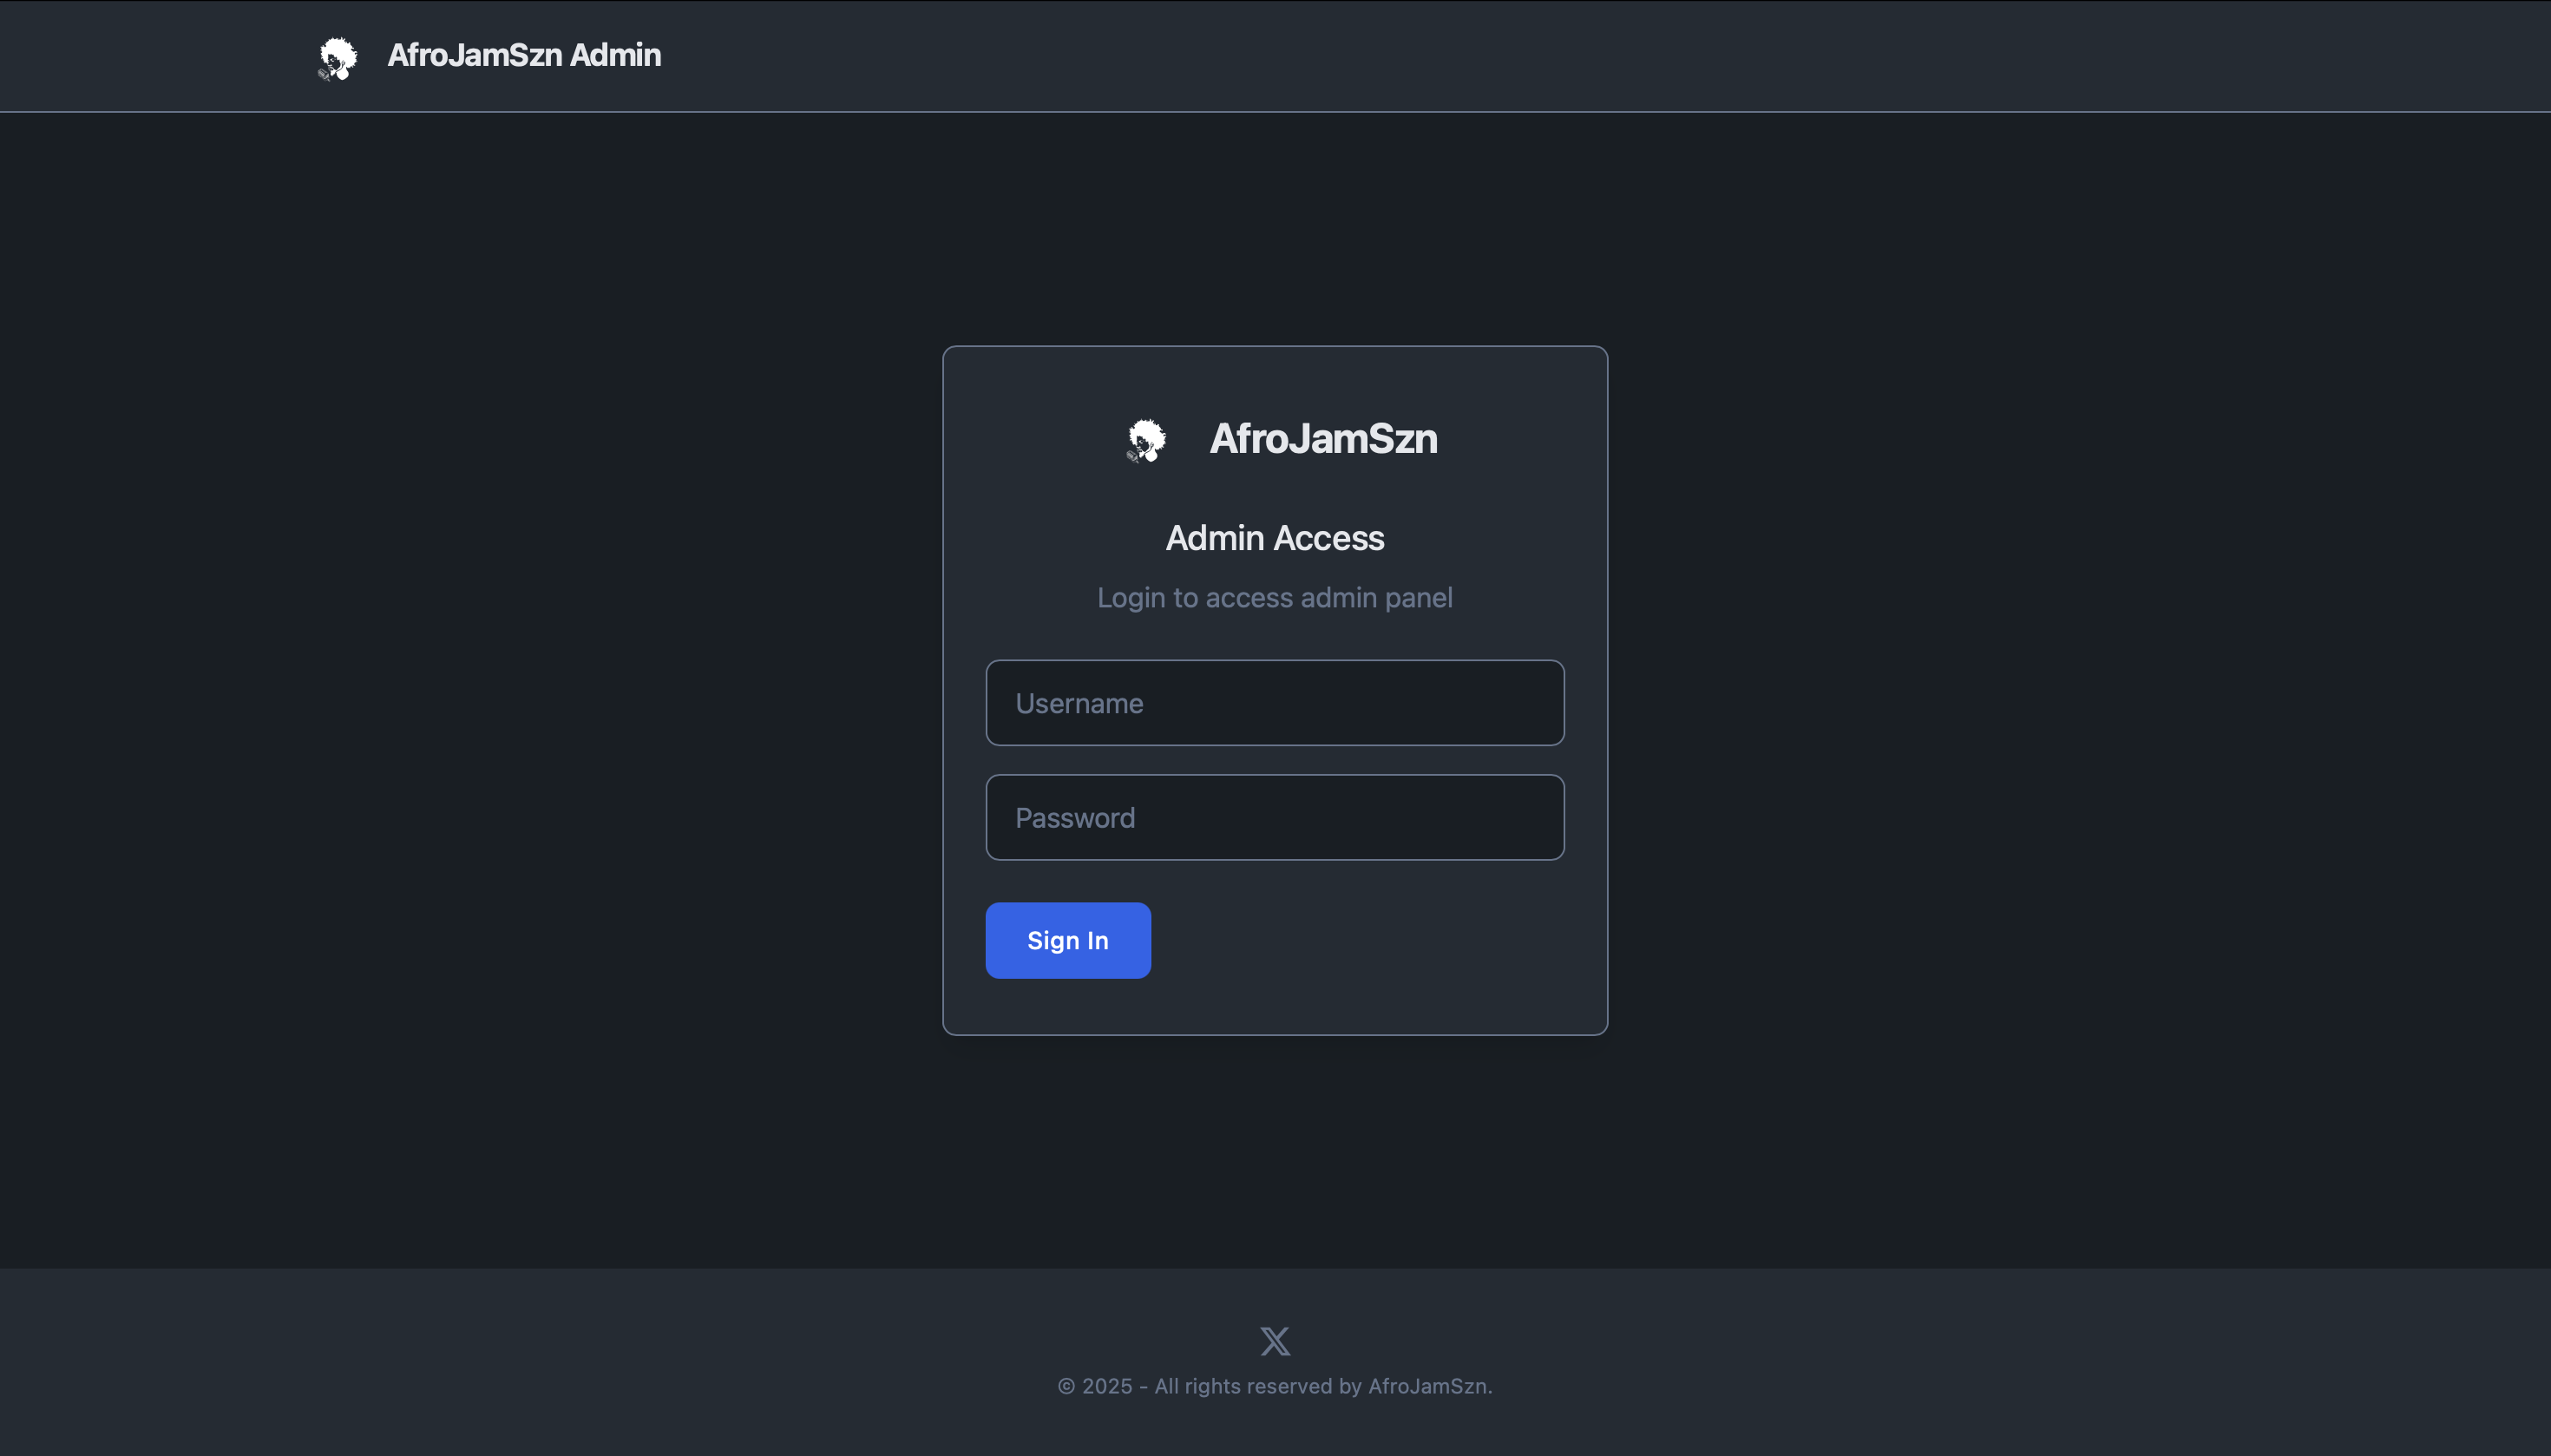 AfroJamSzn Admin
AfroJamSzn
Admin Access
Login to access admin panel
Username
Password
Sign In
© 2025 - All rights reserved by AfroJamSzn.